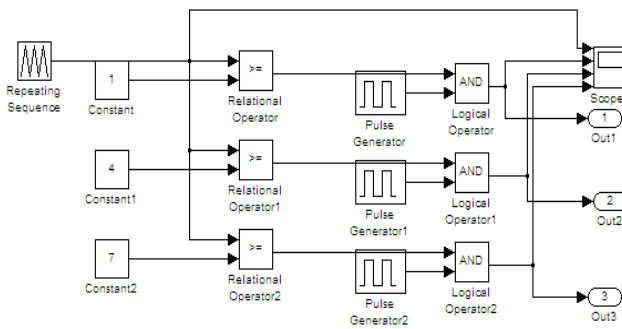 Repeating
Sequence
1
Constant
>=
Relational
Operator
Pulse
Generator
AND
Logical
Operator
Scope
1
Out1
4
Constant1
>=
Relational
Operator1
Pulse
Generator1
AND
Logical
Operator1
2
Out2
7
Constant2
>=
Relational
Operator2
Pulse
Generator2
AND
Logical
Operator2
3
Out3